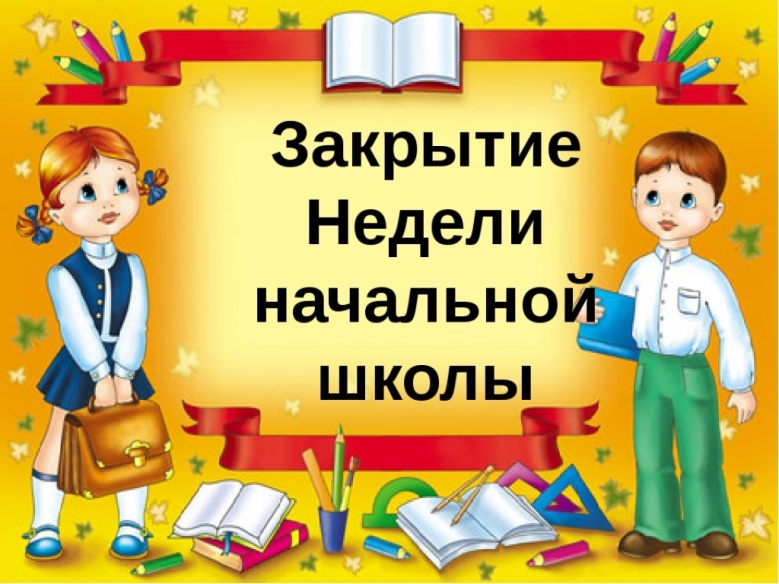 Закрытие
Недели
начальной
школы